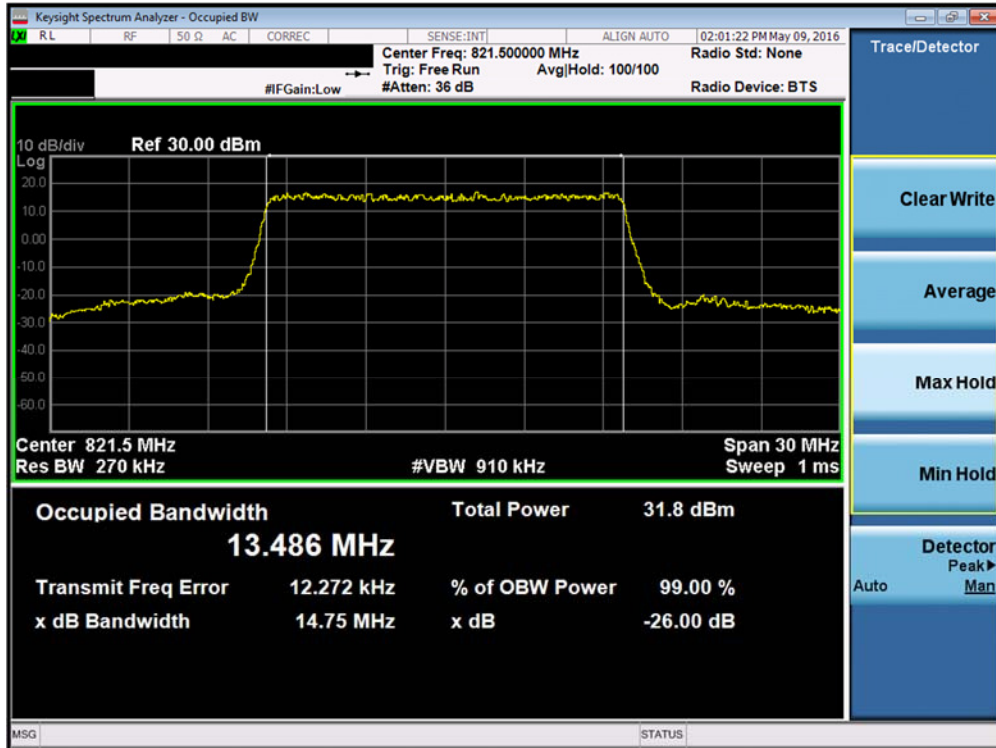 Keysight Spectrum Analyzer - Occupied BW
LXI RL RF 50 Ω AC CORREC SENSE:INT ALIGN AUTO 02:01:22 PM May 09, 2016
Center Freq: 821.500000 MHz Radio Std: None
Trig: Free Run Avg|Hold: 100/100
#IFGain:Low #Atten: 36 dB Radio Device: BTS
10 dB/div Ref 30.00 dBm
Log
20.0
10.0
0.00
-10.0
-20.0
-30.0
-40.0
-50.0
-60.0
Center 821.5 MHz Span 30 MHz
Res BW 270 kHz #VBW 910 kHz Sweep 1 ms
Occupied Bandwidth Total Power 31.8 dBm
13.486 MHz
Transmit Freq Error 12.272 kHz % of OBW Power 99.00 %
x dB Bandwidth 14.75 MHz x dB -26.00 dB
MSG STATUS
Trace/Detector
Clear Write
Average
Max Hold
Min Hold
Detector
Peak▶
Auto Man